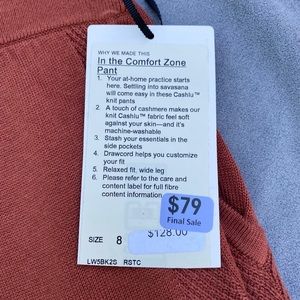 WHY WE MADE THIS
In the Comfort Zone
Pant
1. Your at-home practice starts
here. Settling into savasana
will come easy in these Cashlu™
knit pants
2. A touch of cashmere makes our
knit Cashlu™ fabric feel soft
against your skin—and it's
machine-washable
3. Stash your essentials in the
side pockets
4. Drawcord helps you customize
your fit
5. Relaxed fit, wide leg
6. Please refer to the care and
content label for full fibre
content information.
$79
Final Sale
$128.00
SIZE 8
LW5BK2S RSTC